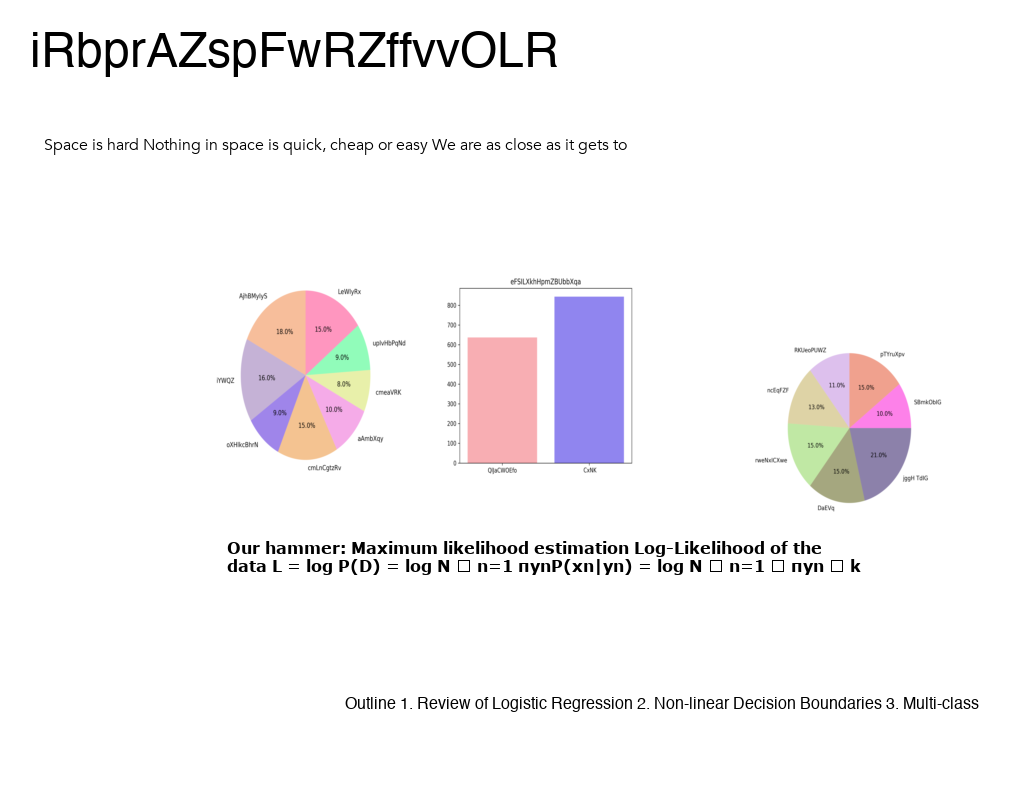 iRbprAZspFwRZffvvOLR
Space is hard Nothing in space is quick, cheap or easy We are as close as it gets to
AjhBMyIyS
LeWlyRx
18.0%
15.0%
upIvHbPqNd
9.0%
IYWQZ
16.0%
8.0%
cmeaVRK
10.0%
9.0%
15.0%
aAmbXqy
oXHlkcBhrN
cmLnCgtzRv
eFSILXkhHpmZBUbbXqa
800
700
600
500
400
300
200
100
0
QljaCWOEfo
CxNK
RKUeoPUWZ
pTYruXpv
11.0%
15.0%
ncEqFZF
13.0%
10.0%
SBmkObIG
15.0%
21.0%
rweNxICXwe
15.0%
jggH TdIG
DaEVq
Our hammer: Maximum likelihood estimation Log-Likelihood of the
data L = log P(D) = log N □ n=1 πynP(xn|yn) = log N □ n=1 □ πyn □ k
Outline 1. Review of Logistic Regression 2. Non-linear Decision Boundaries 3. Multi-class